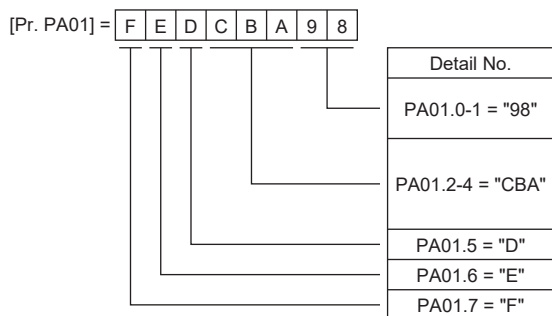 [Pr. PA01] = F E D C B A 9 8
Detail No.
PA01.0-1 = "98"
PA01.2-4 = "CBA"
PA01.5 = "D"
PA01.6 = "E"
PA01.7 = "F"